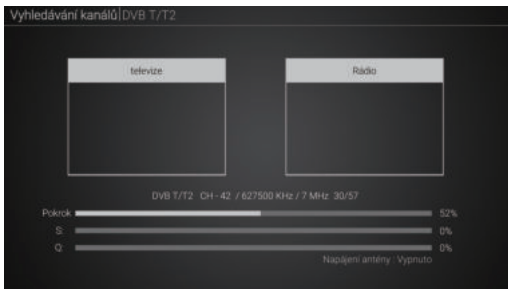 Vyhledávání kanálů|DVB T/T2
televize Rádio
DVB T/T2 CH - 42 / 627500 KHz / 7 MHz 30/57
Pokrok 52%
S: 0%
Q: 0%
Napájení antény : Vypnuto